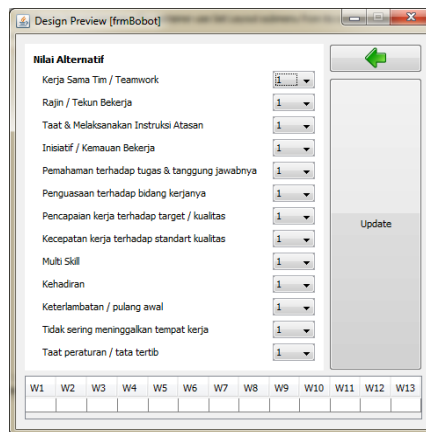 Design Preview [frmBobot]
Nilai Alternatif
Kerja Sama Tim / Teamwork 1
Rajin / Tekun Bekerja 1
Taat & Melaksanakan Instruksi Atasan 1
Inisiatif / Kemauan Bekerja 1
Pemahaman terhadap tugas & tanggung jawabnya 1
Penguasaan terhadap bidang kerjanya 1
Pencapaian kerja terhadap target / kualitas 1
Update
Kecepatan kerja terhadap standart kualitas 1
Multi Skill 1
Kehadiran 1
Keterlambatan / pulang awal 1
Tidak sering meninggalkan tempat kerja 1
Taat peraturan / tata tertib 1
W1 W2 W3 W4 W5 W6 W7 W8 W9 W10 W11 W12 W13